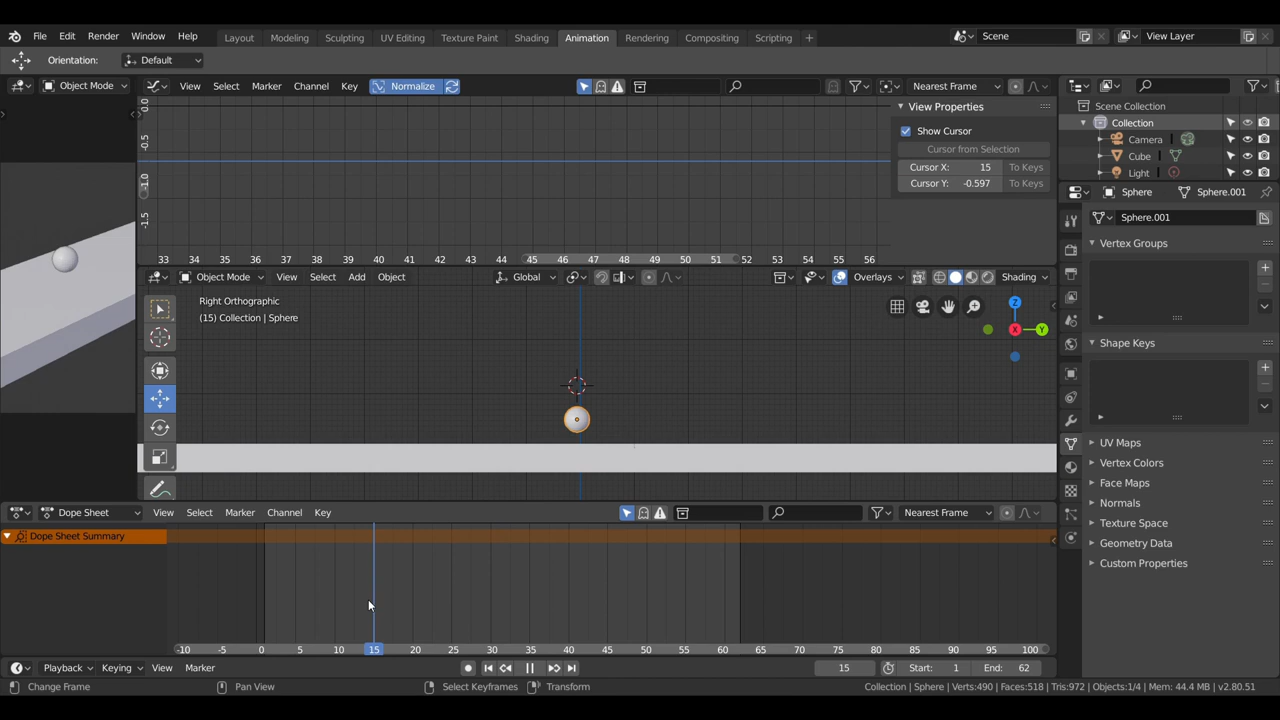 File Edit Render Window Help Layout Modeling Sculpting UV Editing Texture Paint Shading Animation Rendering Compositing Scripting + Scene View Layer
Orientation: Default
Object Mode View Select Marker Channel Key Normalize Nearest Frame
View Properties
Show Cursor
Cursor from Selection
Cursor X: 15 To Keys
Cursor Y: -0.597 To Keys
0.0
-0.5
-1.0
-1.5
33 34 35 36 37 38 39 40 41 42 43 44 45 46 47 48 49 50 51 52 53 54 55 56
Scene Collection
Collection
Camera
Cube
Light
Sphere Sphere.001
Sphere.001
Vertex Groups
Shape Keys
UV Maps
Vertex Colors
Face Maps
Normals
Texture Space
Geometry Data
Custom Properties
Object Mode View Select Add Object Global Overlays Shading
Right Orthographic
(15) Collection | Sphere
Z
X
Y
Dope Sheet View Select Marker Channel Key Nearest Frame
Dope Sheet Summary
-10 -5 0 5 10 15 20 25 30 35 40 45 50 55 60 65 70 75 80 85 90 95 100
Playback Keying View Marker 15 Start: 1 End: 62
Change Frame Pan View Select Keyframes Transform Collection | Sphere | Verts:490 | Faces:518 | Tris:972 | Objects:1/4 | Mem: 44.4 MB | v2.80.51